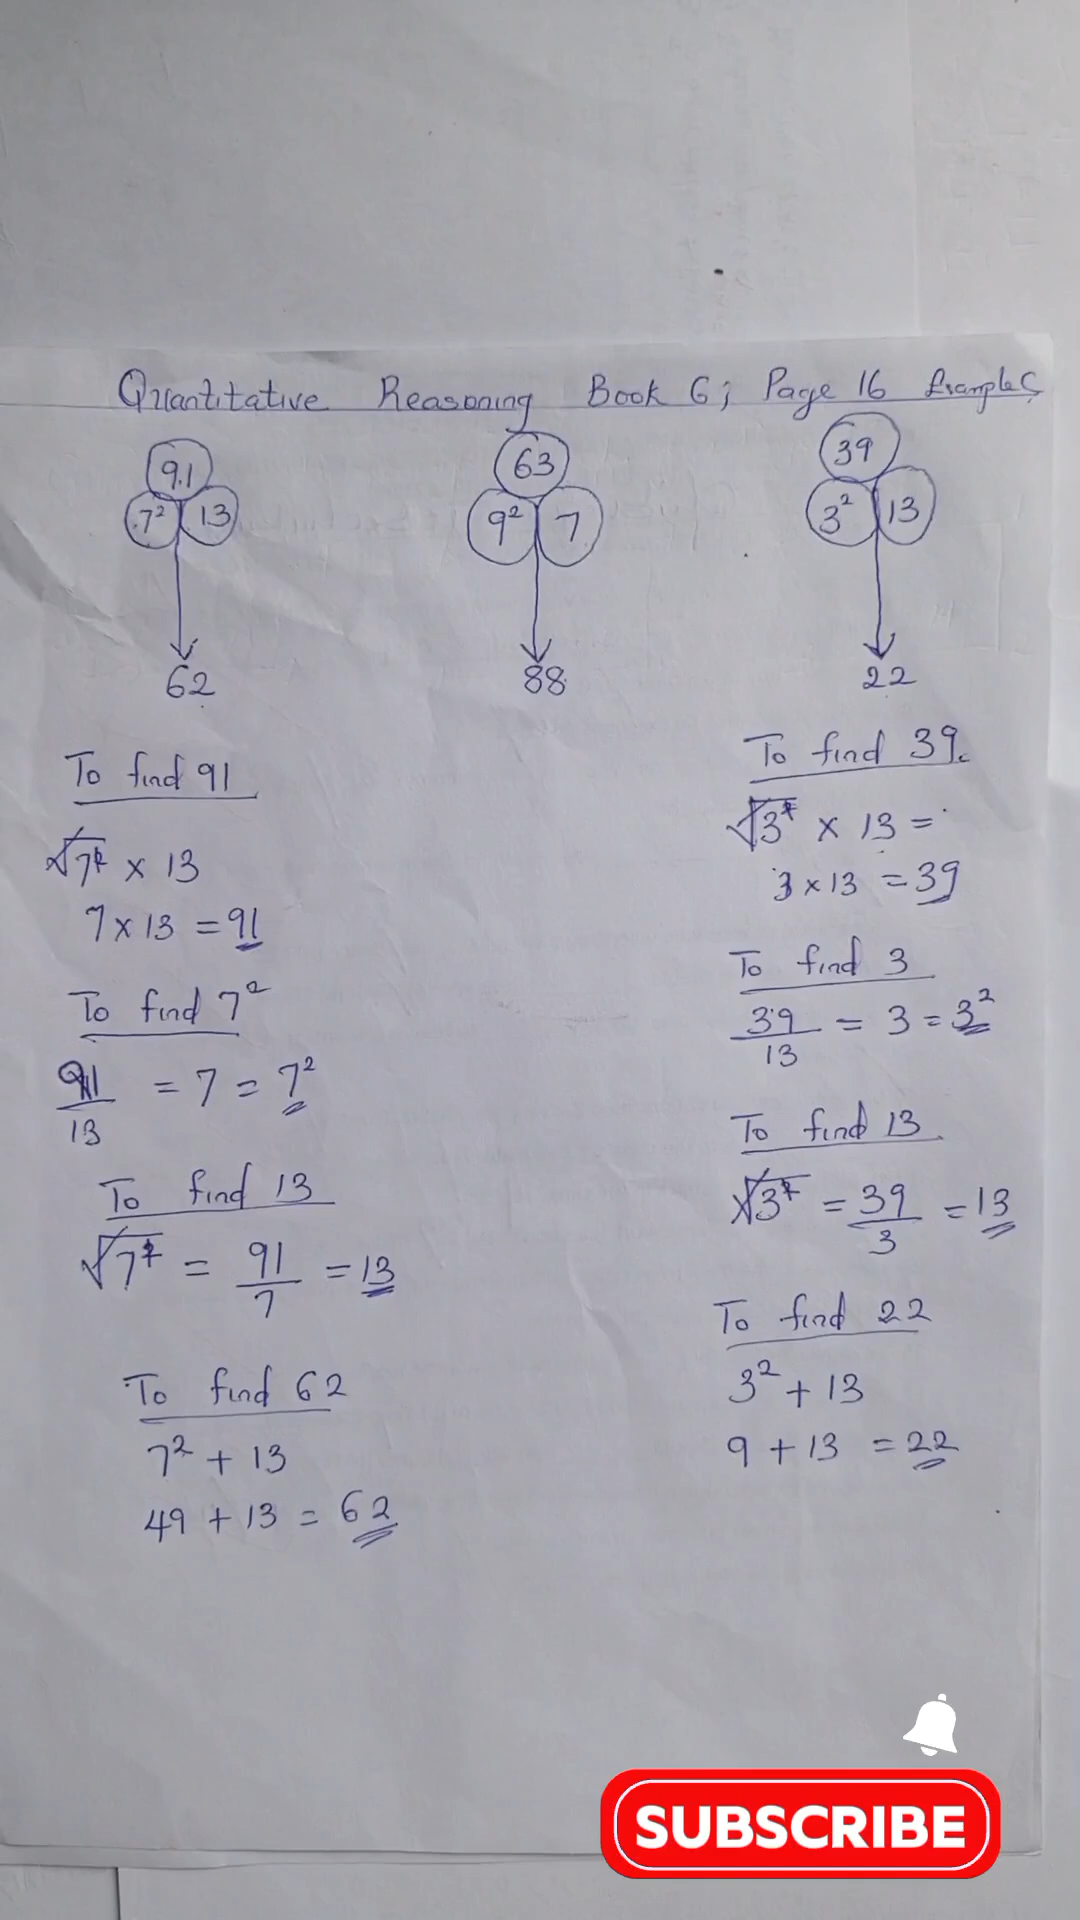 Quantitative Reasoning Book 6; Page 16 Examples
91
7² 13
62
63
9² 7
88
39
3² 13
22
To find 91
√7² × 13
7 × 13 = 91
To find 7²
91/13 = 7 = 7²
To find 13
√7² = 91/7 = 13
To find 62
7² + 13
49 + 13 = 62
To find 39
√3² × 13 =
3 × 13 = 39
To find 3
39/13 = 3 = 3²
To find 13
√3² = 39/3 = 13
To find 22
3² + 13
9 + 13 = 22
SUBSCRIBE